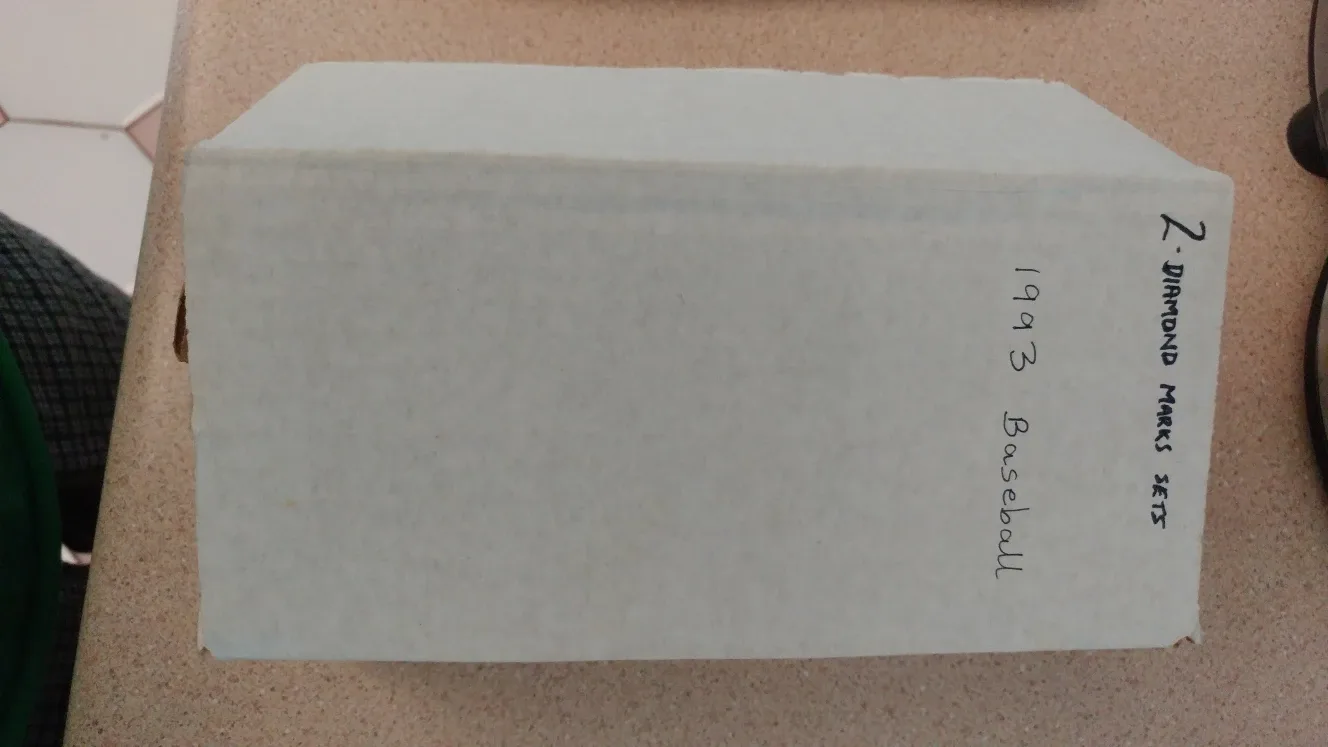 2-DIAMOND MARKS SETS
1993 Baseball